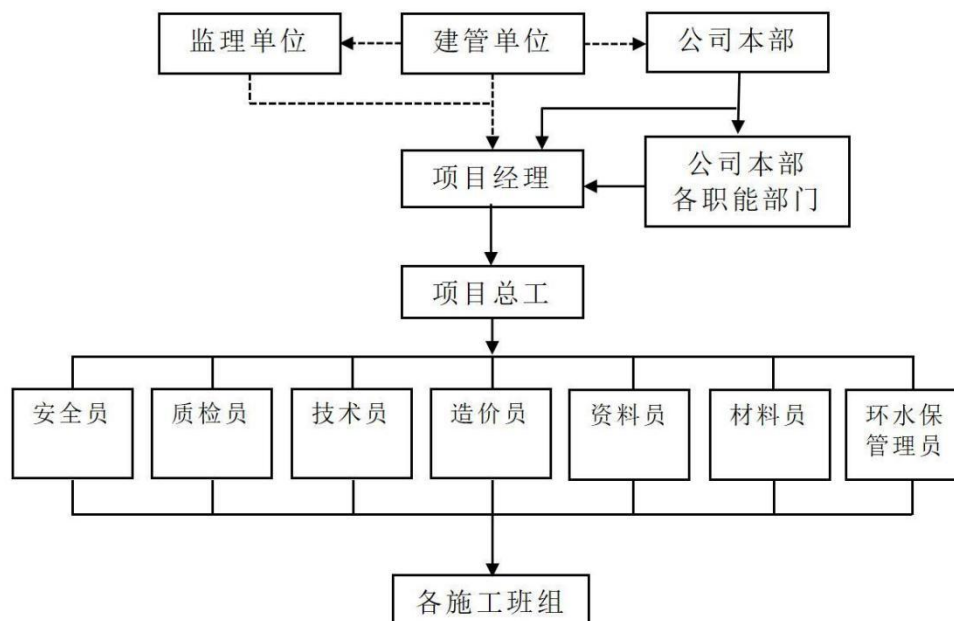 监理单位
建管单位
公司本部
项目经理
公司本部
各职能部门
项目总工
安全员
质检员
技术员
造价员
资料员
材料员
环水保
管理员
各施工班组